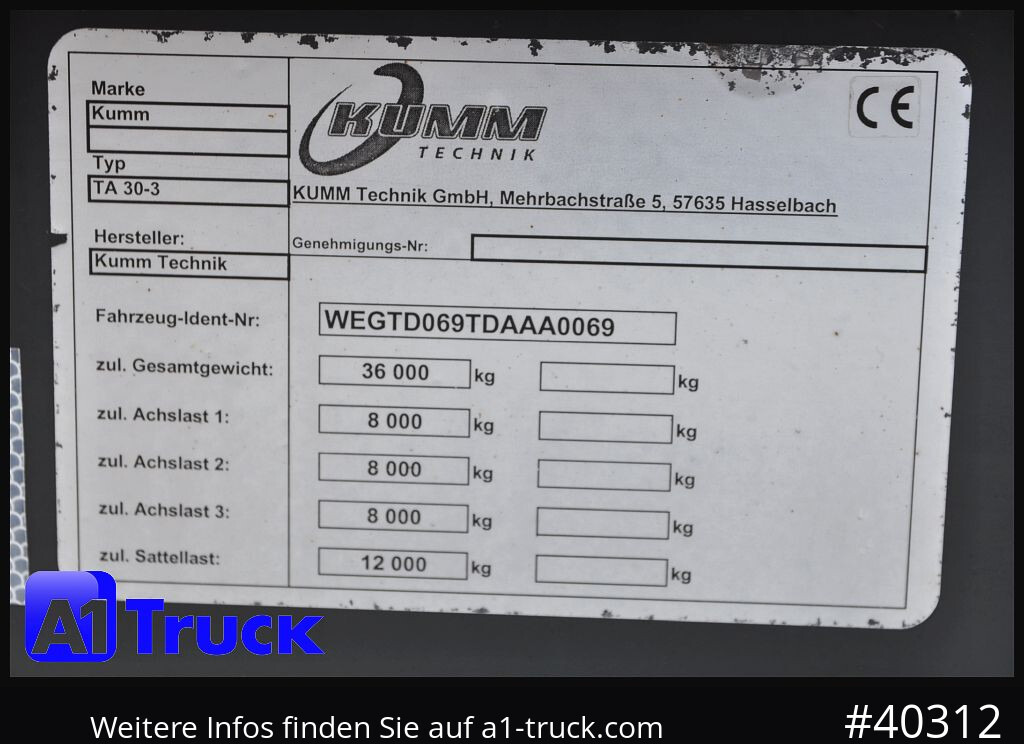 Marke
Kumm
Typ
TA 30-3
KUMM
TECHNIK
CE
KUMM Technik GmbH, Mehrbachstraße 5, 57635 Hasselbach
Hersteller:
Kumm Technik
Genehmigungs-Nr:
Fahrzeug-Ident-Nr: WEGTD069TDAAA0069
zul. Gesamtgewicht: 36 000 kg kg
zul. Achslast 1: 8 000 kg kg
zul. Achslast 2: 8 000 kg kg
zul. Achslast 3: 8 000 kg kg
zul. Sattellast: 12 000 kg kg
A1 Truck
Weitere Infos finden Sie auf a1-truck.com
#40312